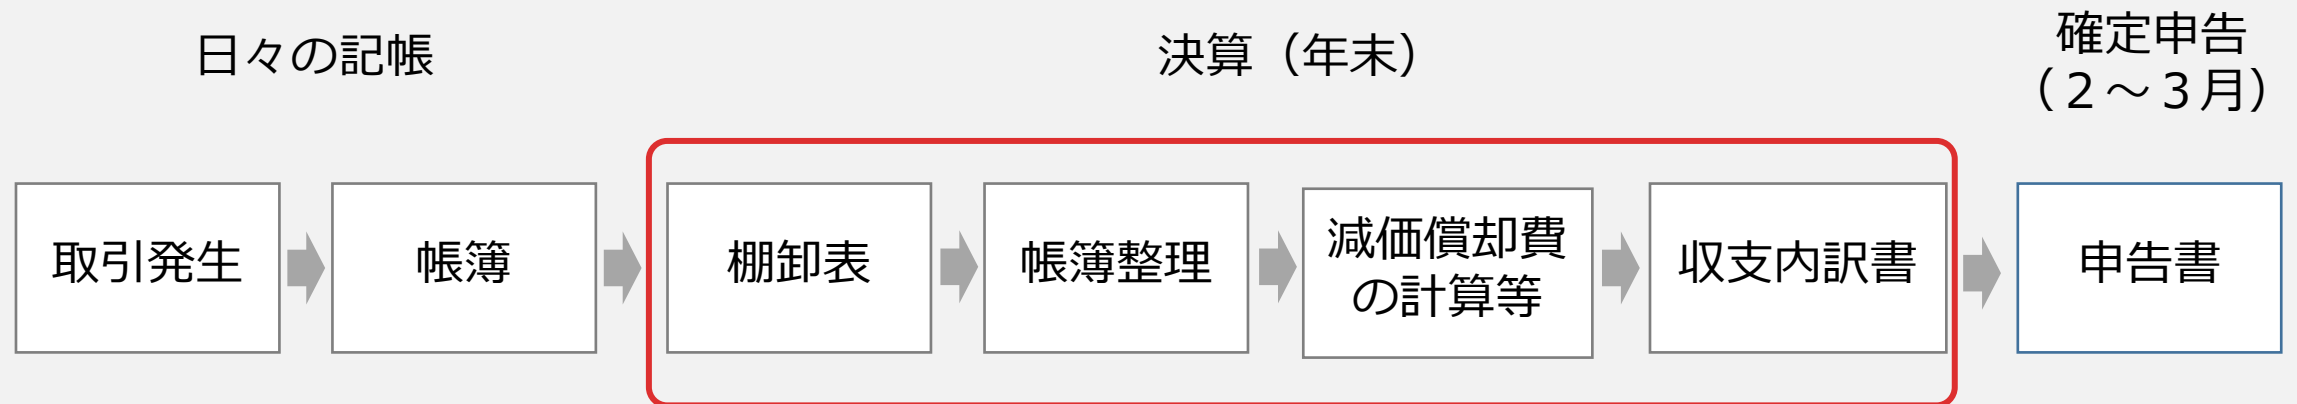 日々の記帳
決算（年末）
確定申告
（２～３月）
取引発生
帳簿
棚卸表
帳簿整理
減価償却費
の計算等
収支内訳書
申告書